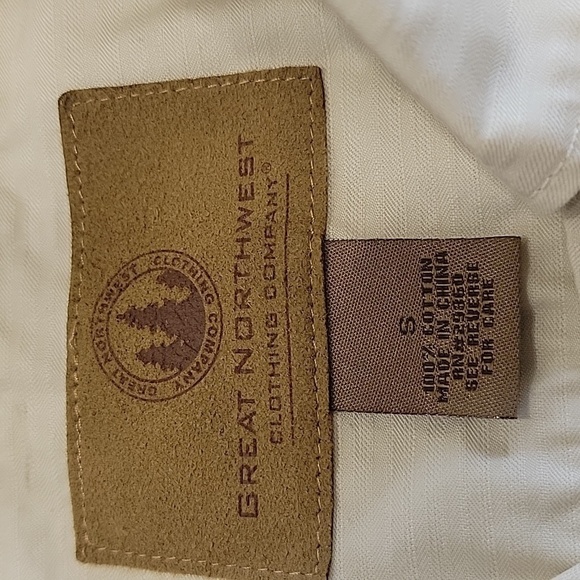 GREAT NORTHWEST CLOTHING COMPANY
GREAT NORTHWEST
CLOTHING COMPANY®
S
100% COTTON
MADE IN CHINA
RN#29860
SEE REVERSE
FOR CARE